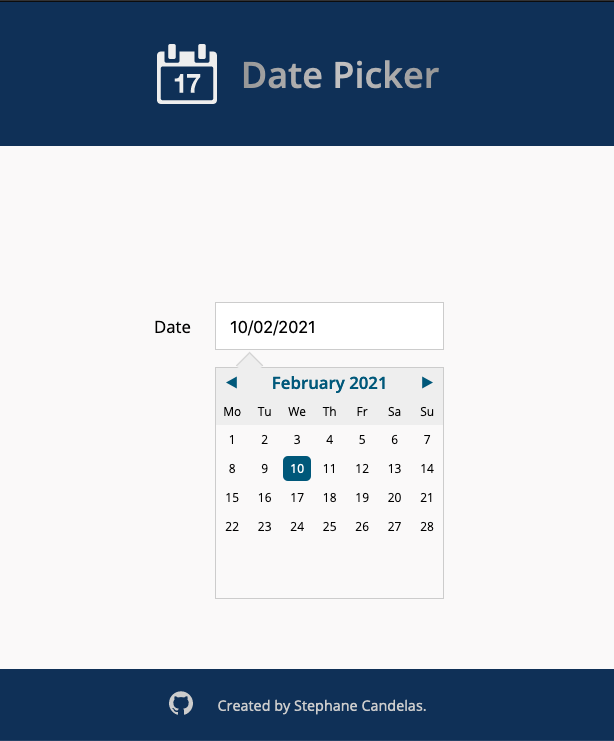 17 Date Picker
Date 10/02/2021
◀ February 2021 ▶
Mo Tu We Th Fr Sa Su
1 2 3 4 5 6 7
8 9 10 11 12 13 14
15 16 17 18 19 20 21
22 23 24 25 26 27 28
Created by Stephane Candelas.